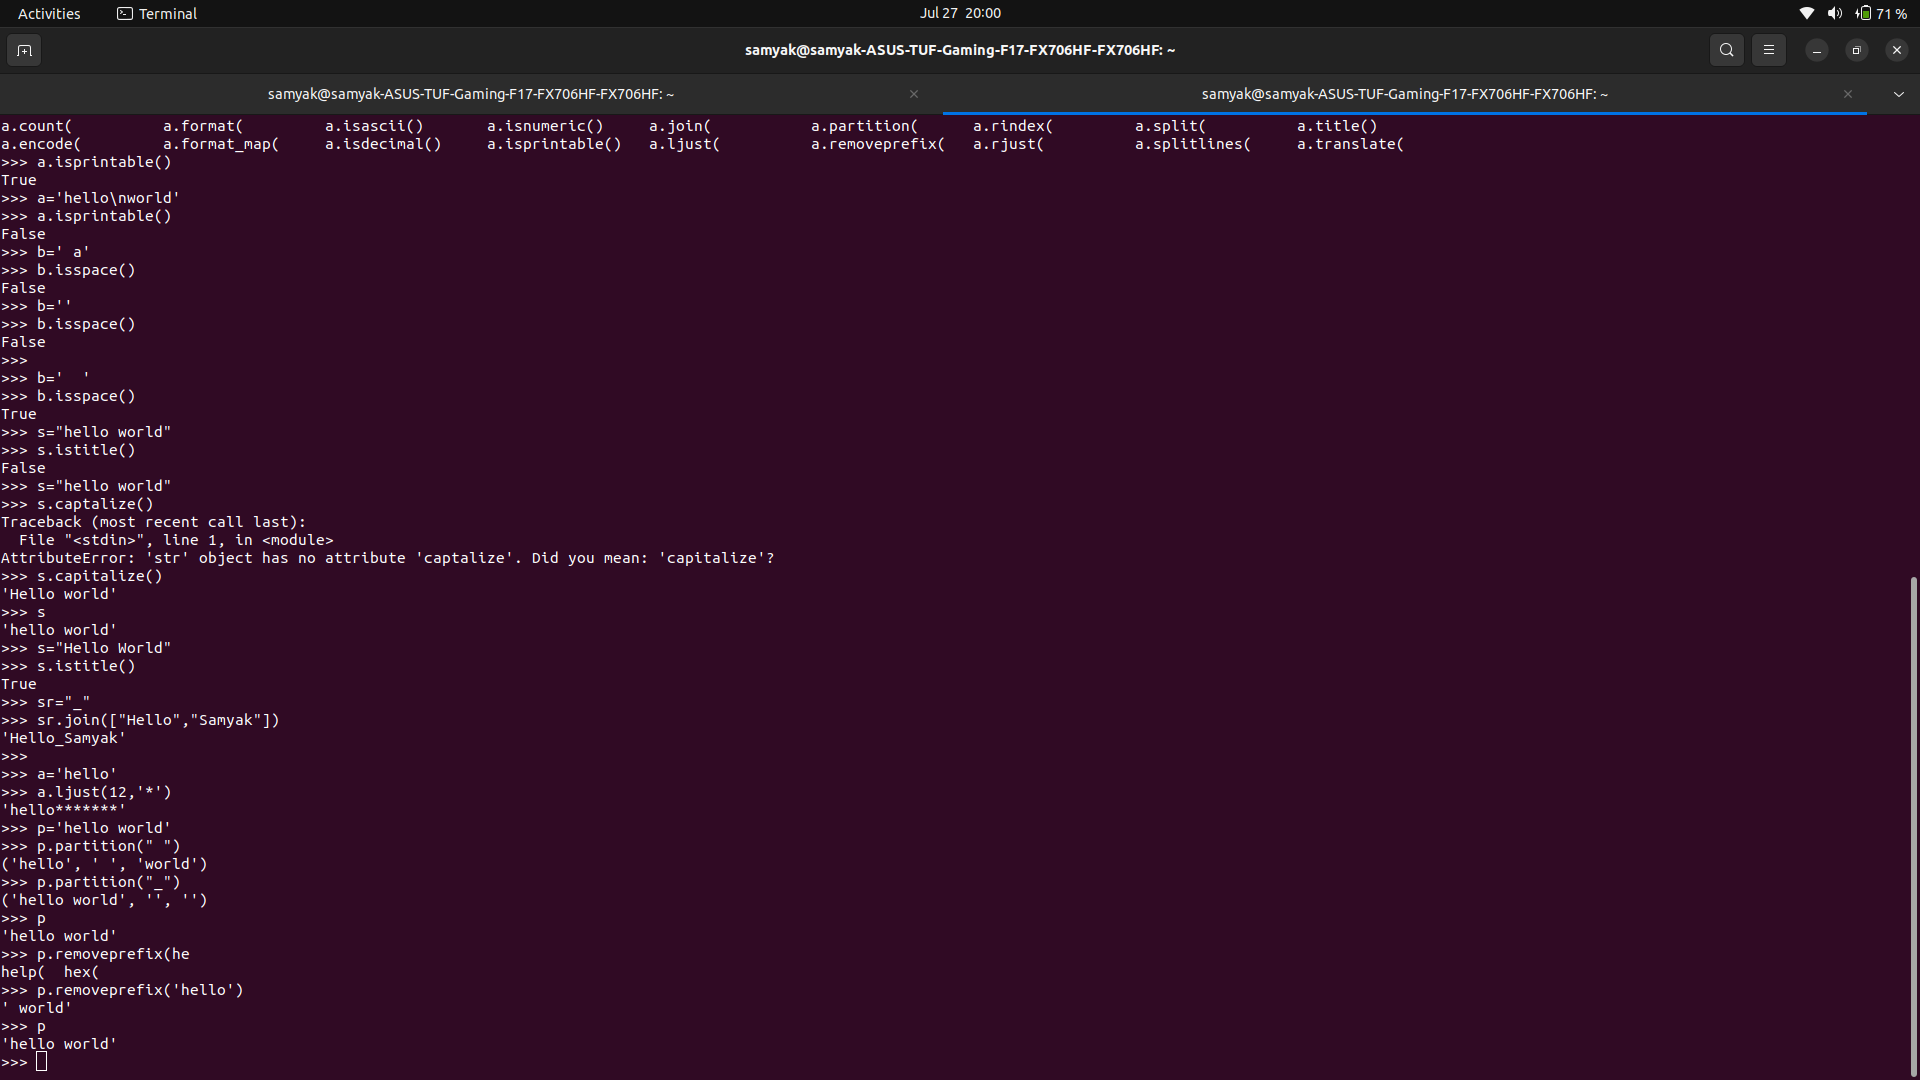 Activities Terminal Jul 27 20:00 71 %
samyak@samyak-ASUS-TUF-Gaming-F17-FX706HF-FX706HF: ~
samyak@samyak-ASUS-TUF-Gaming-F17-FX706HF-FX706HF: ~ samyak@samyak-ASUS-TUF-Gaming-F17-FX706HF-FX706HF: ~
a.count( a.format( a.isascii() a.isnumeric() a.join( a.partition( a.rindex( a.split( a.title()
a.encode( a.format_map( a.isdecimal() a.isprintable() a.ljust( a.removeprefix( a.rjust( a.splitlines( a.translate(
>>> a.isprintable()
True
>>> a='hello\nworld'
>>> a.isprintable()
False
>>> b=' a'
>>> b.isspace()
False
>>> b=''
>>> b.isspace()
False
>>>
>>> b='  '
>>> b.isspace()
True
>>> s="hello world"
>>> s.istitle()
False
>>> s="hello world"
>>> s.captalize()
Traceback (most recent call last):
  File "<stdin>", line 1, in <module>
AttributeError: 'str' object has no attribute 'captalize'. Did you mean: 'capitalize'?
>>> s.capitalize()
'Hello world'
>>> s
'hello world'
>>> s="Hello World"
>>> s.istitle()
True
>>> sr="_"
>>> sr.join(["Hello","Samyak"])
'Hello_Samyak'
>>>
>>> a='hello'
>>> a.ljust(12,'*')
'hello*******'
>>> p='hello world'
>>> p.partition(" ")
('hello', ' ', 'world')
>>> p.partition("_")
('hello world', '', '')
>>> p
'hello world'
>>> p.removeprefix(he
help(  hex(
>>> p.removeprefix('hello')
' world'
>>> p
'hello world'
>>>